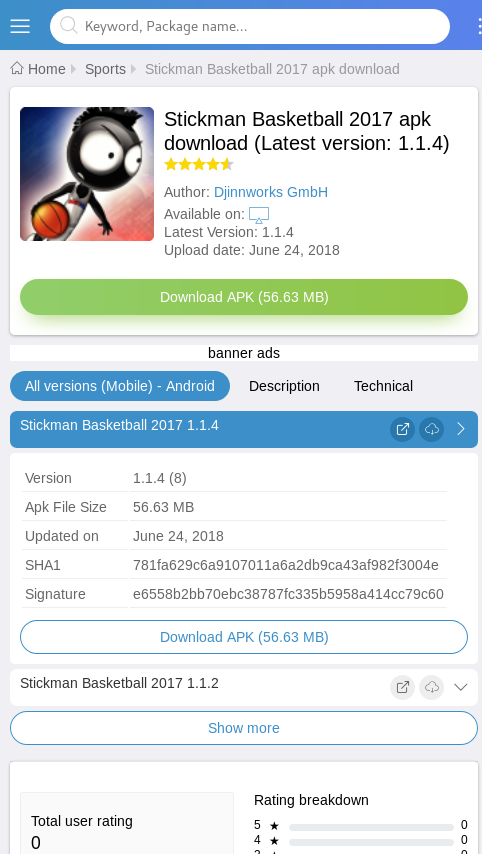 Keyword, Package name...
Home Sports Stickman Basketball 2017 apk download
Stickman Basketball 2017 apk
download (Latest version: 1.1.4)
Author: Djinnworks GmbH
Available on:
Latest Version: 1.1.4
Upload date: June 24, 2018
Download APK (56.63 MB)
banner ads
All versions (Mobile) - Android Description Technical
Stickman Basketball 2017 1.1.4
Version 1.1.4 (8)
Apk File Size 56.63 MB
Updated on June 24, 2018
SHA1 781fa629c6a9107011a6a2db9ca43af982f3004e
Signature e6558b2bb70ebc38787fc335b5958a414cc79c60
Download APK (56.63 MB)
Stickman Basketball 2017 1.1.2
Show more
Rating breakdown
Total user rating
0
5 ★ 0
4 ★ 0